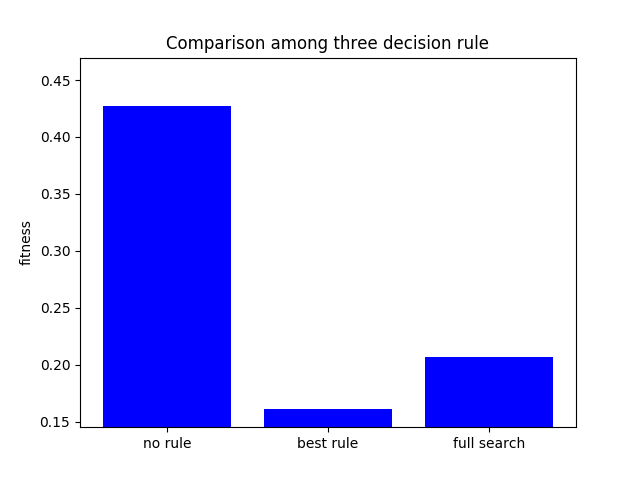 Comparison among three decision rule
0.45
0.40
0.35
0.30
0.25
0.20
0.15
fitness
no rule
best rule
full search